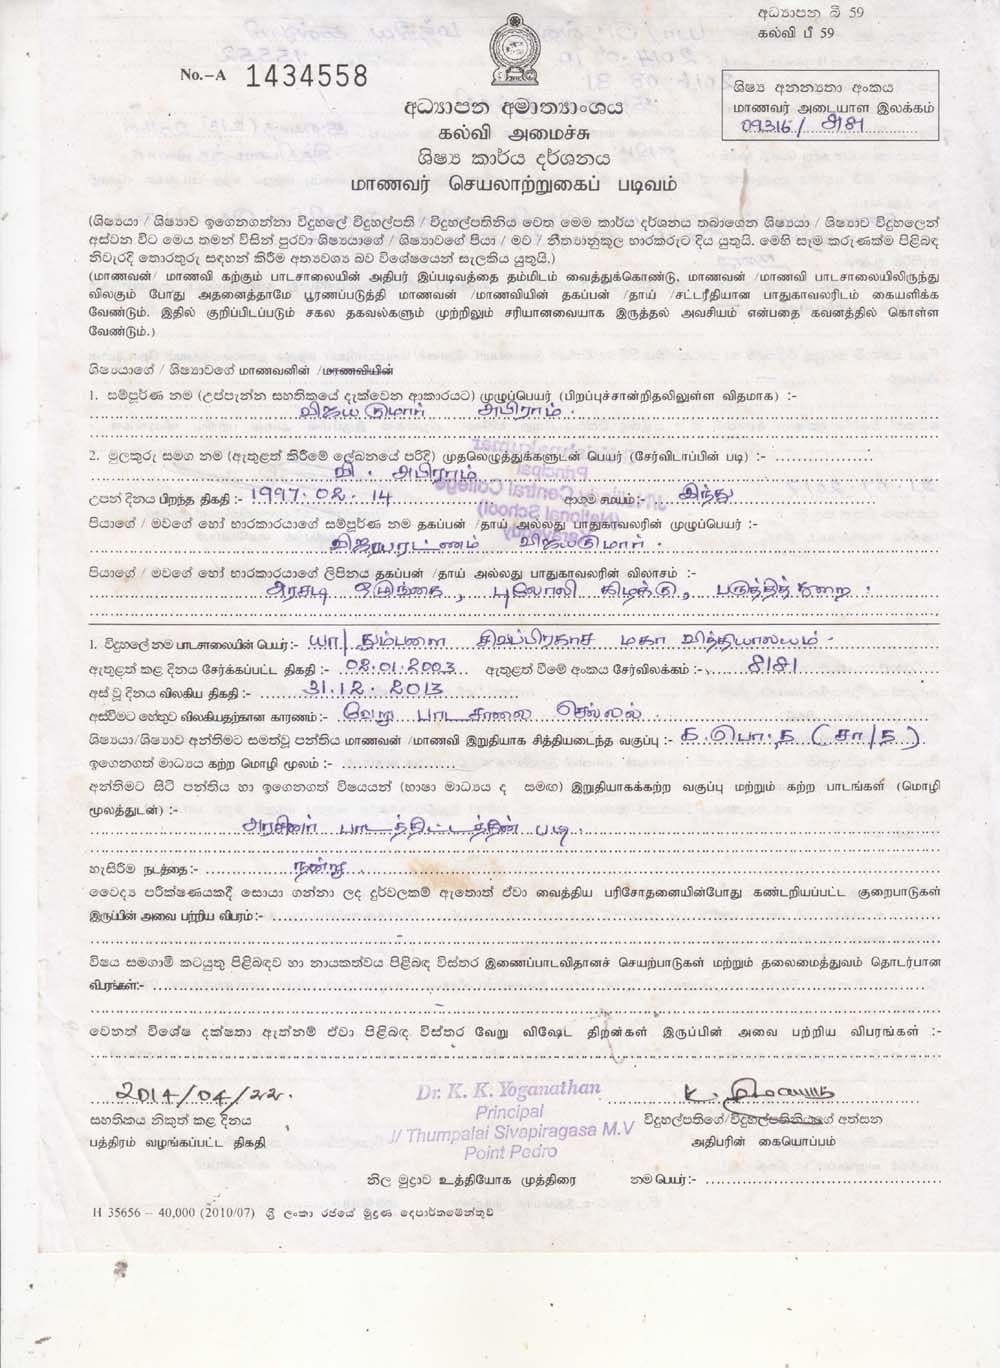 අධ්‍යාපන බී 59
கல்வி பீ 59
No.–A 1434558
ශිෂ්‍ය අනන්‍යතා අංකය
மாணவர் அடையாள இலக்கம்
09316/
අධ්‍යාපන අමාත්‍යාංශය
கல்வி அமைச்சு
ශිෂ්‍ය කාර්ය දර්ශනය
மாணவர் செயலாற்றுகைப் படிவம்
(ශිෂ්‍යයා / ශිෂ්‍යාව ඉගෙනගන්නා විදුහලේ විදුහල්පති / විදුහල්පතිනිය වෙත මෙම කාර්ය දර්ශනය තබාගෙන ශිෂ්‍යයා / ශිෂ්‍යාව විදුහලෙන්
අස්වන විට මෙය තමන් විසින් පුරවා ශිෂ්‍යයාගේ / ශිෂ්‍යාවගේ පියා / මව / නීත්‍යානුකූල භාරකරුට දිය යුතුයි. මෙහි සෑම කරුණක්ම පිළිබඳ
නිවැරදි තොරතුරු සඳහන් කිරීම අත්‍යවශ්‍ය බව විශේෂයෙන් සැලකිය යුතුයි.)
(மாணவன்/ மாணவி கற்கும் பாடசாலையின் அதிபர் இப்படிவத்தை தம்மிடம் வைத்துக்கொண்டு, மாணவன் /மாணவி பாடசாலையிலிருந்து
விலகும் போது அதனைத்தாமே பூரணப்படுத்தி மாணவன் /மாணவியின் தகப்பன் /தாய் /சட்டரீதியான பாதுகாவலரிடம் கையளிக்க
வேண்டும். இதில் குறிப்பிடப்படும் சகல தகவல்களும் முற்றிலும் சரியானவையாக இருத்தல் அவசியம் என்பதை கவனத்தில் கொள்ள
வேண்டும்.)
ශිෂ්‍යයාගේ / ශිෂ්‍යාවගේ மாணவனின் /மாணவியின்
1. සම්පූර්ණ නම (උප්පැන්න සහතිකයේ දැක්වෙන ආකාරයට) முழுப்பெயர் (பிறப்புச்சான்றிதலிலுள்ள விதமாக) :-
விஜயகுமார் அபிராம்.
2. මුලකුරු සමග නම (ඇතුළත් කිරීමේ ලේඛනයේ පරිදි) முதலெழுத்துக்களுடன் பெயர் (சேர்விடாப்பின் படி) :-
வி. அபிராம்
උපන් දිනය பிறந்த திகதி :- 1997.02.14 ආගම சமயம் :- இந்து
පියාගේ / මවගේ හෝ භාරකාරයාගේ සම්පූර්ණ නම தகப்பன் /தாய் அல்லது பாதுகாவலரின் முழுப்பெயர் :-
விஜயரட்ணம் விஜயகுமார்.
පියාගේ / මවගේ හෝ භාරකාරයාගේ ලිපිනය தகப்பன் /தாய் அல்லது பாதுகாவலரின் விலாசம் :-
அரசடி புலோலி கிழக்கு, பருத்தித்துறை.
1. විදුහලේ නම பாடசாலையின் பெயர்:- யா/ தும்பளை சிவப்பிரகாச மகா வித்தியாலயம்.
ඇතුළත් කළ දිනය சேர்க்கப்பட்ட திகதி :- 02.01.2003 ඇතුළත් වීමේ අංකය சேர்விலக்கம் :- 8181
අස් වූ දිනය விலகிய திகதி :- 31.12.2013
අස්වීමට හේතුව விலகியதற்கான காரணம்:- வேறு பாடசாலை செல்லல்.
ශිෂ්‍යයා/ශිෂ්‍යාව අන්තිමට සමත්වූ පන්තිය மாணவன் /மாணவி இறுதியாக சித்தியடைந்த வகுப்பு :- க.பொ.த (சா/த)
ඉගෙනගත් මාධ්‍යය கற்ற மொழி மூலம் :-
අන්තිමට සිටි පන්තිය හා ඉගෙනගත් විෂයයන් (භාෂා මාධ්‍යය ද සමඟ) இறுதியாகக்கற்ற வகுப்பு மற்றும் கற்ற பாடங்கள் (மொழி
மூலத்துடன்) :-
அரசினர் பாடத்திட்டத்தின் படி.
හැසිරීම நடத்தை:- நன்று.
වෛද්‍ය පරීක්ෂණයකදී සොයා ගන්නා ලද දුර්වලකම් ඇතොත් ඒවා வைத்திய பரிசோதனையின்போது கண்டறியப்பட்ட குறைபாடுகள்
இருப்பின் அவை பற்றிய விபரம்:-
විෂය සමගාමී කටයුතු පිළිබඳව හා නායකත්වය පිළිබඳ විස්තර இணைப்பாடவிதானச் செயற்பாடுகள் மற்றும் தலைமைத்துவம் தொடர்பான
விபரங்கள்:-
වෙනත් විශේෂ දක්ෂතා ඇත්නම් ඒවා පිළිබඳ විස්තර வேறு விஷேட திறன்கள் இருப்பின் அவை பற்றிய விபரங்கள் :-
2014/04/22.
සහතිකය නිකුත් කළ දිනය
பத்திரம் வழங்கப்பட்ட திகதி
Dr. K. K. Yoganathan
Principal
J/ Thumpalai Sivapiragasa M.V
Point Pedro
විදුහල්පතිගේ/විදුහල්පතිනියගේ අත්සන
அதிபரின் கையொப்பம்
නිල මුද්‍රාව உத்தியோக முத்திரை
නම பெயர்:-
H 35656 – 40,000 (2010/07) ශ්‍රී ලංකා රජයේ මුද්‍රණ දෙපාර්තමේන්තුව